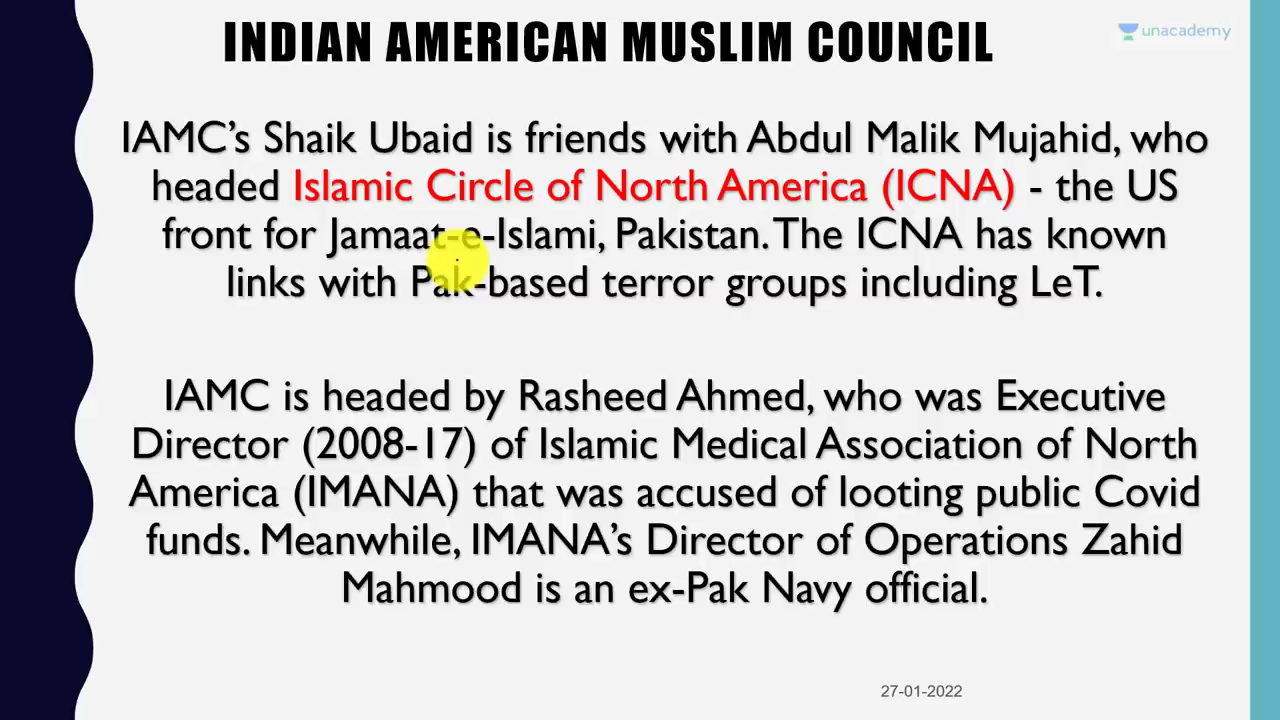 INDIAN AMERICAN MUSLIM COUNCIL
unacademy
IAMC’s Shaik Ubaid is friends with Abdul Malik Mujahid, who
headed Islamic Circle of North America (ICNA) - the US
front for Jamaat-e-Islami, Pakistan. The ICNA has known
links with Pak-based terror groups including LeT.
IAMC is headed by Rasheed Ahmed, who was Executive
Director (2008-17) of Islamic Medical Association of North
America (IMANA) that was accused of looting public Covid
funds. Meanwhile, IMANA’s Director of Operations Zahid
Mahmood is an ex-Pak Navy official.
27-01-2022